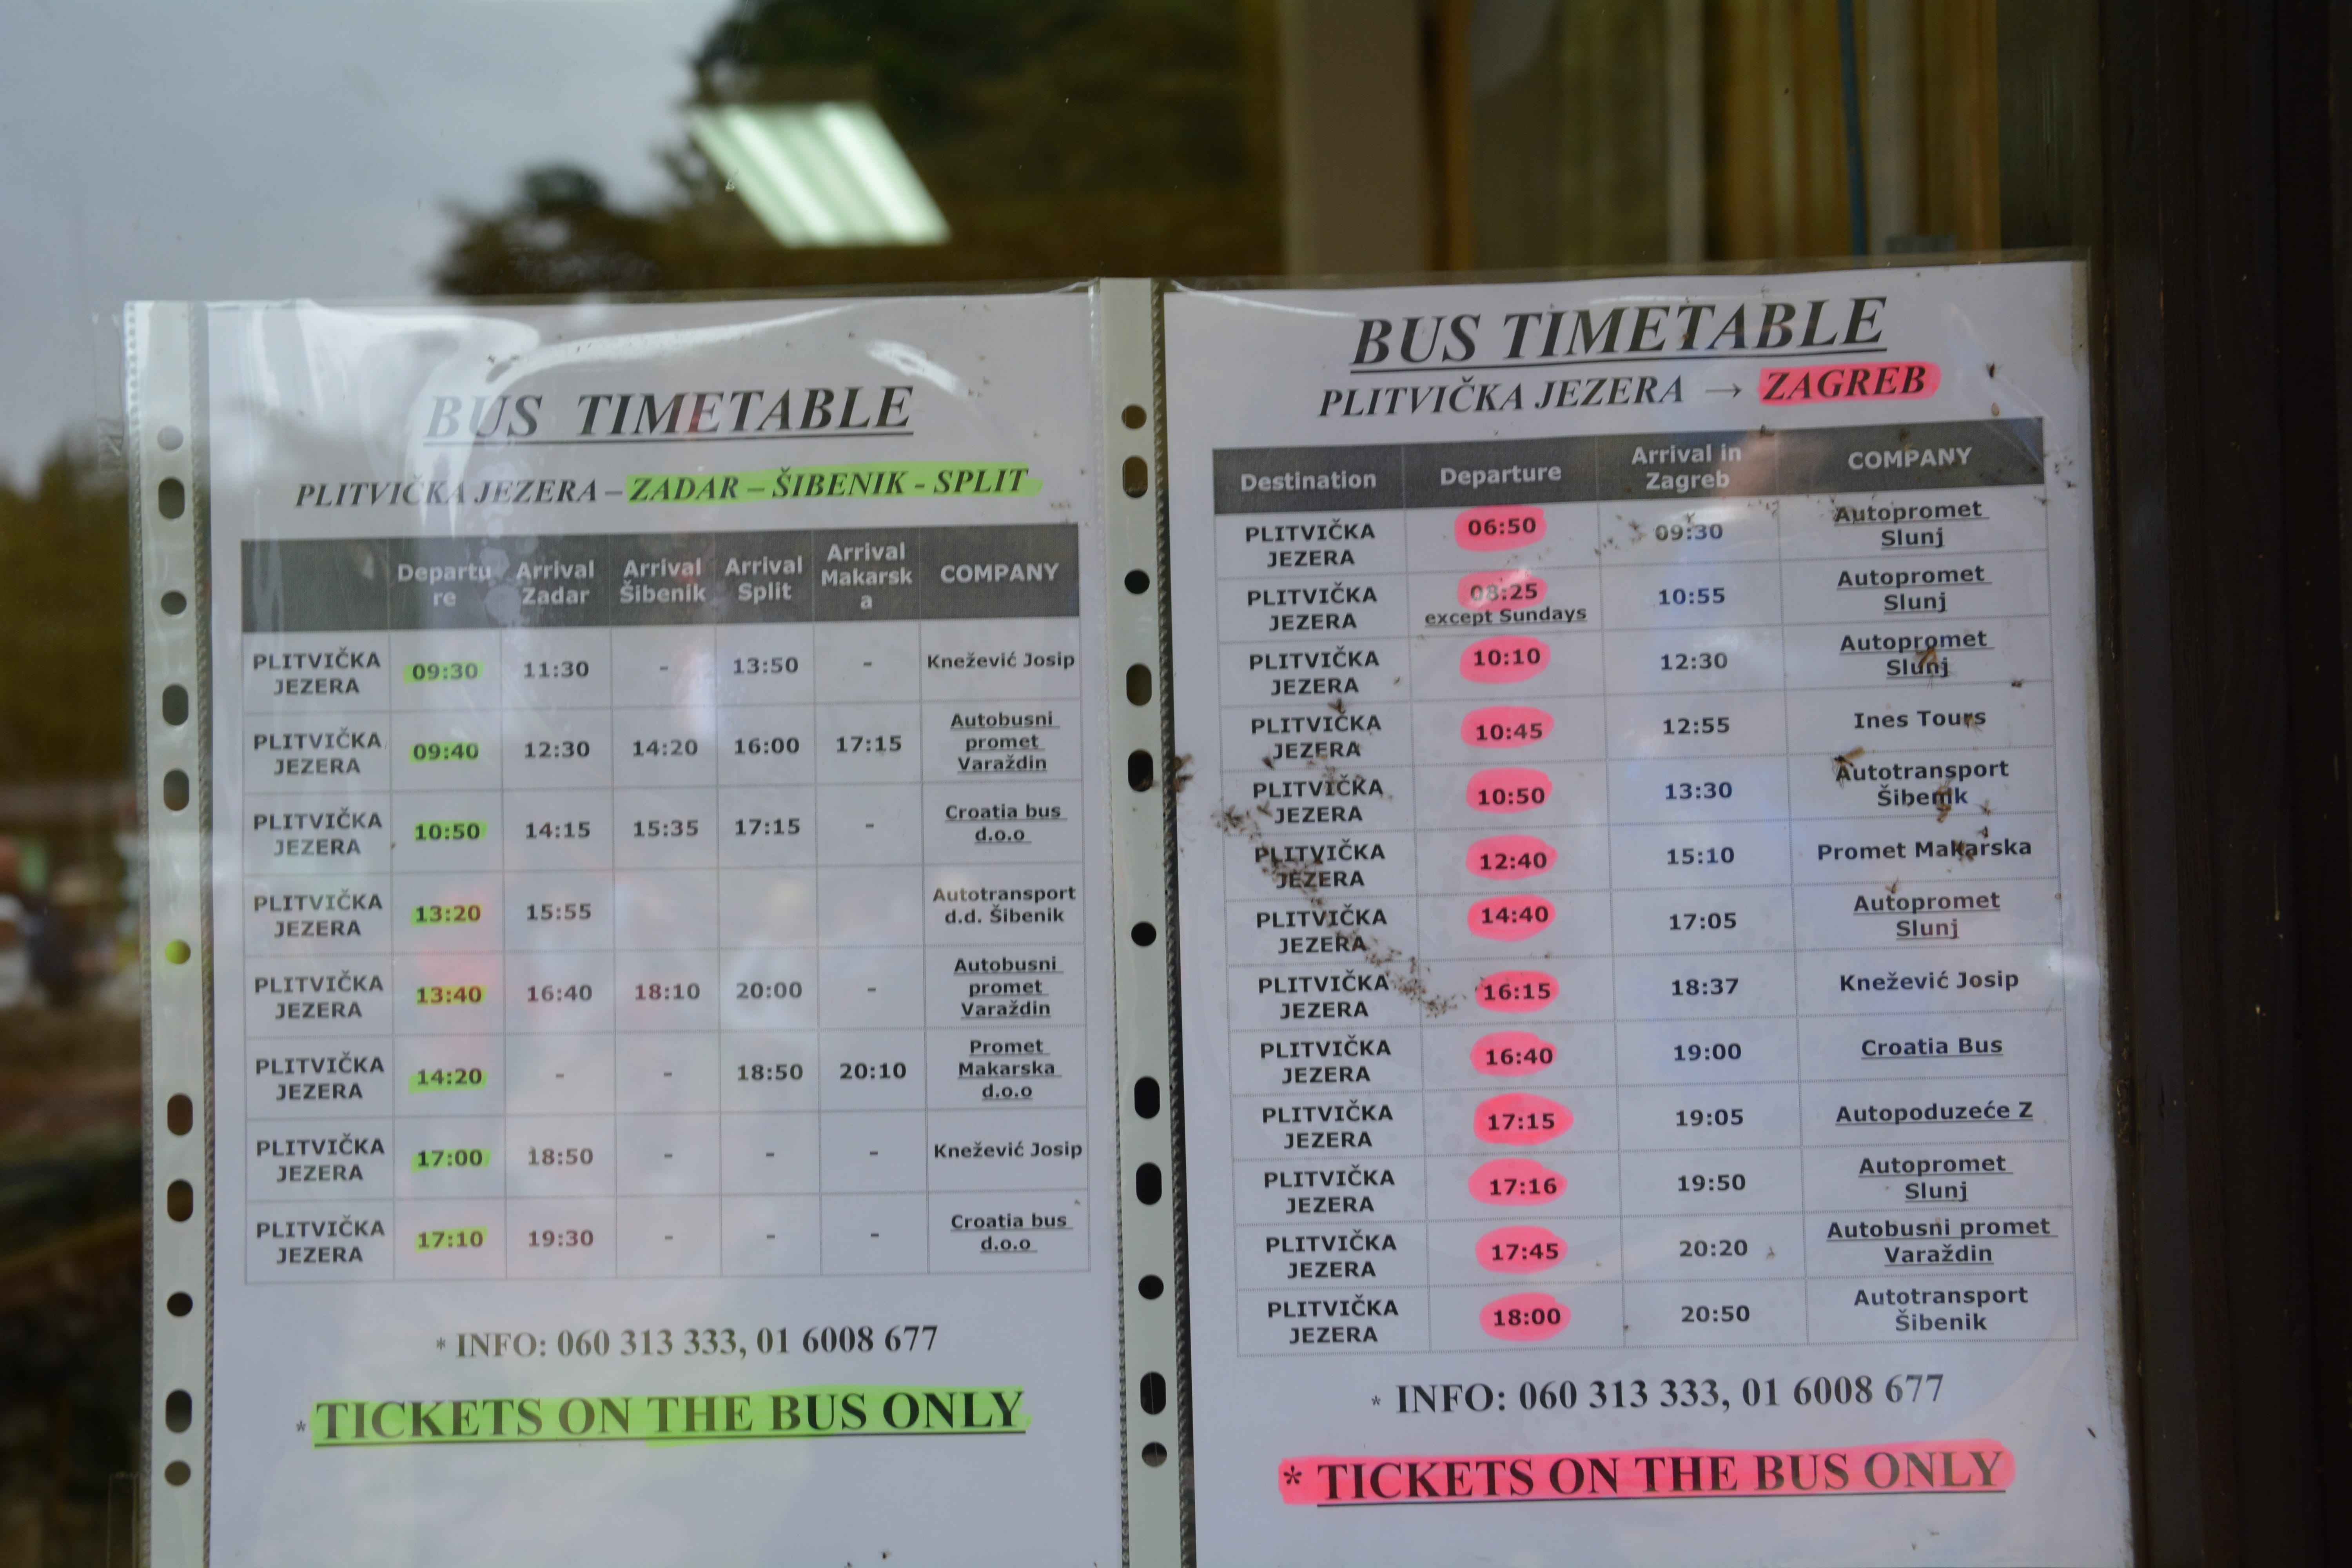 BUS TIMETABLE
PLITVIČKA JEZERA – ZADAR – ŠIBENIK - SPLIT
Departu
re
Arrival
Zadar
Arrival
Šibenik
Arrival
Split
Arrival
Makarsk
a
COMPANY
PLITVIČKA
JEZERA
09:30
11:30
-
13:50
-
Knežević Josip
PLITVIČKA
JEZERA
09:40
12:30
14:20
16:00
17:15
Autobusni
promet
Varaždin
PLITVIČKA
JEZERA
10:50
14:15
15:35
17:15
-
Croatia bus
d.o.o
PLITVIČKA
JEZERA
13:20
15:55
Autotransport
d.d. Šibenik
PLITVIČKA
JEZERA
13:40
16:40
18:10
20:00
-
Autobusni
promet
Varaždin
PLITVIČKA
JEZERA
14:20
-
-
18:50
20:10
Promet
Makarska
d.o.o
PLITVIČKA
JEZERA
17:00
18:50
-
-
-
Knežević Josip
PLITVIČKA
JEZERA
17:10
19:30
-
-
-
Croatia bus
d.o.o
* INFO: 060 313 333, 01 6008 677
* TICKETS ON THE BUS ONLY
BUS TIMETABLE
PLITVIČKA JEZERA → ZAGREB
Destination
Departure
Arrival in
Zagreb
COMPANY
PLITVIČKA
JEZERA
06:50
09:30
Autopromet
Slunj
PLITVIČKA
JEZERA
08:25
except Sundays
10:55
Autopromet
Slunj
PLITVIČKA
JEZERA
10:10
12:30
Autopromet
Slunj
PLITVIČKA
JEZERA
10:45
12:55
Ines Tours
PLITVIČKA
JEZERA
10:50
13:30
Autotransport
Šibenik
PLITVIČKA
JEZERA
12:40
15:10
Promet Makarska
PLITVIČKA
JEZERA
14:40
17:05
Autopromet
Slunj
PLITVIČKA
JEZERA
16:15
18:37
Knežević Josip
PLITVIČKA
JEZERA
16:40
19:00
Croatia Bus
PLITVIČKA
JEZERA
17:15
19:05
Autopoduzeće Z
PLITVIČKA
JEZERA
17:16
19:50
Autopromet
Slunj
PLITVIČKA
JEZERA
17:45
20:20
Autobusni promet
Varaždin
PLITVIČKA
JEZERA
18:00
20:50
Autotransport
Šibenik
* INFO: 060 313 333, 01 6008 677
* TICKETS ON THE BUS ONLY